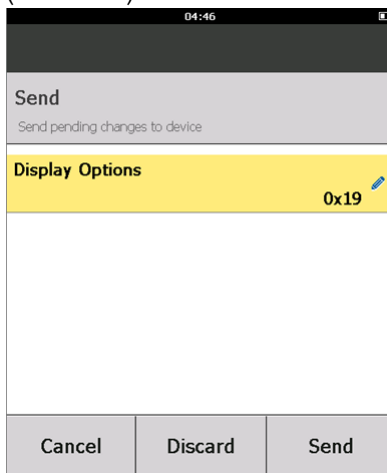 04:46
Send
Send pending changes to device
Display Options
0x19
Cancel Discard Send